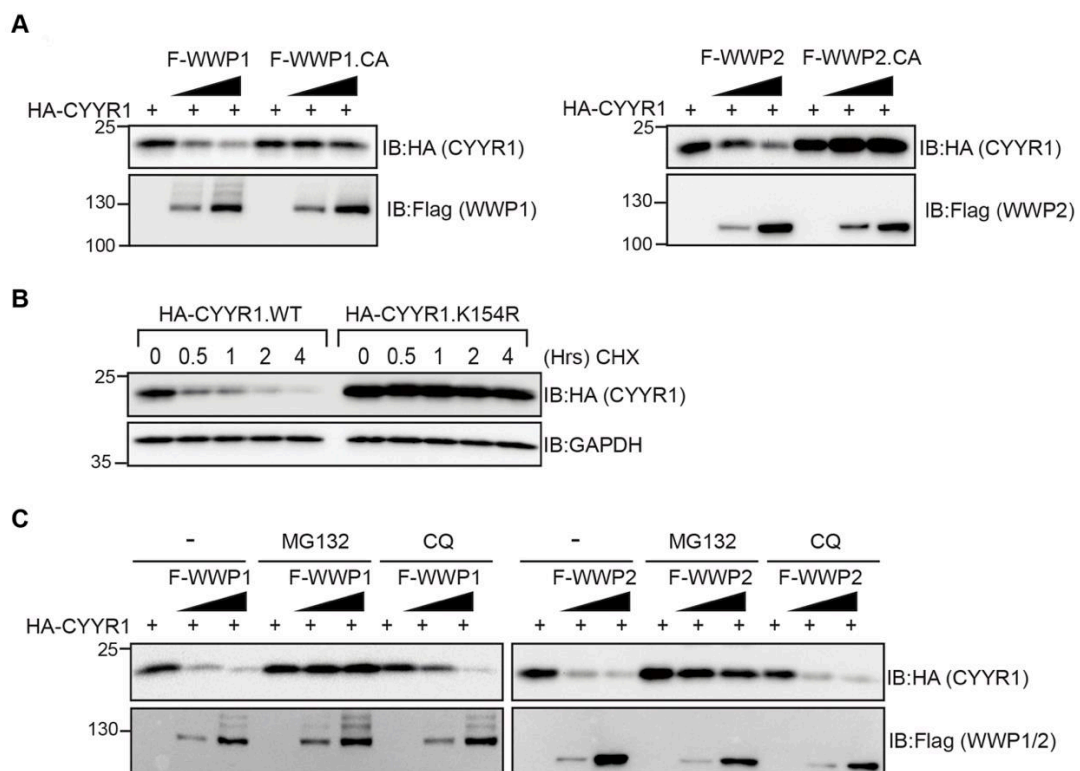 A
F-WWP1 F-WWP1.CA
HA-CYYR1 + + + + + +
25
IB:HA (CYYR1)
130
IB:Flag (WWP1)
100
F-WWP2 F-WWP2.CA
HA-CYYR1 + + + + + +
25
IB:HA (CYYR1)
130
IB:Flag (WWP2)
100
B
HA-CYYR1.WT HA-CYYR1.K154R
0 0.5 1 2 4 0 0.5 1 2 4 (Hrs) CHX
25
IB:HA (CYYR1)
IB:GAPDH
35
C
- MG132 CQ - MG132 CQ
F-WWP1 F-WWP1 F-WWP1 F-WWP2 F-WWP2 F-WWP2
HA-CYYR1 + + + + + + + + + + + + + + + + + +
25
IB:HA (CYYR1)
130
IB:Flag (WWP1/2)